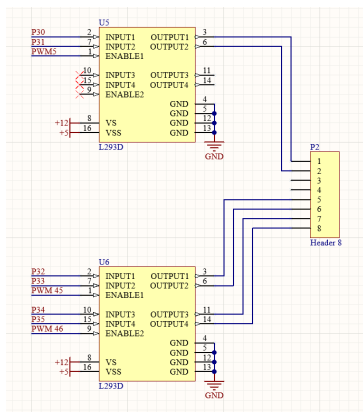 U5
P30 2 INPUT1 OUTPUT1 3
P31 7 INPUT2 OUTPUT2 6
PWM5 1 ENABLE1
10 INPUT3 OUTPUT3 11
15 INPUT4 OUTPUT4 14
9 ENABLE2
GND 4
GND 5
+12 8 VS GND 12
+5 16 VSS GND 13
L293D
GND
P2
1
2
3
4
5
6
7
8
Header 8
U6
P32 2 INPUT1 OUTPUT1 3
P33 7 INPUT2 OUTPUT2 6
PWM 45 1 ENABLE1
P34 10 INPUT3 OUTPUT3 11
P35 15 INPUT4 OUTPUT4 14
PWM 46 9 ENABLE2
GND 4
GND 5
+12 8 VS GND 12
+5 16 VSS GND 13
L293D
GND